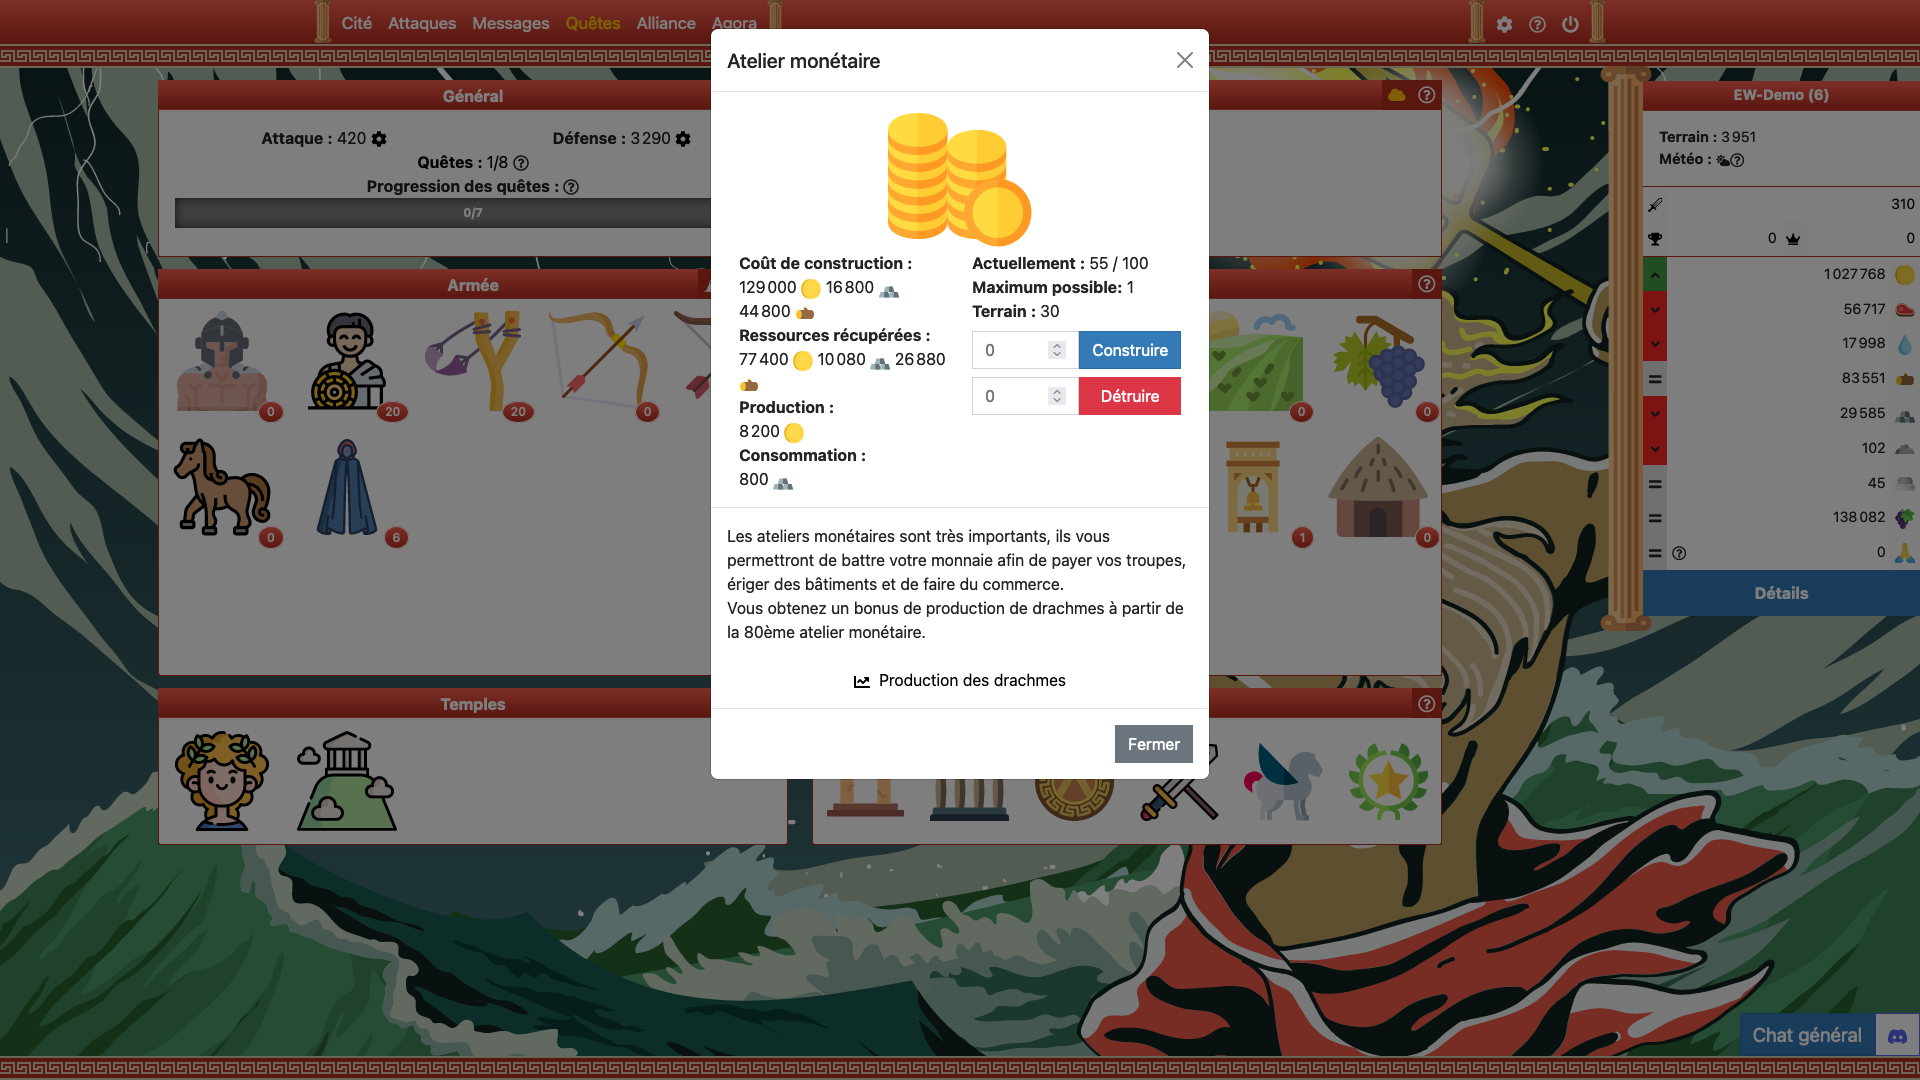 Cité Attaques Messages Quêtes Alliance Agora
Atelier monétaire
Général
Attaque : 420
Défense : 3 290
Quêtes : 1/8
Progression des quêtes :
0/7
Armée
0
20
20
0
0
6
Temples
Coût de construction :
129 000 16 800
44 800
Ressources récupérées :
77 400 10 080 26 880
Production :
8 200
Consommation :
800
Actuellement : 55 / 100
Maximum possible: 1
Terrain : 30
0 Construire
0 Détruire
Les ateliers monétaires sont très importants, ils vous
permettront de battre votre monnaie afin de payer vos troupes,
ériger des bâtiments et de faire du commerce.
Vous obtenez un bonus de production de drachmes à partir de
la 80ème atelier monétaire.
Production des drachmes
Fermer
0
0
1
0
EW-Demo (6)
Terrain : 3 951
Météo :
310
0 0
1 027 768
56 717
17 998
83 551
29 585
102
45
138 082
0
Détails
Chat général